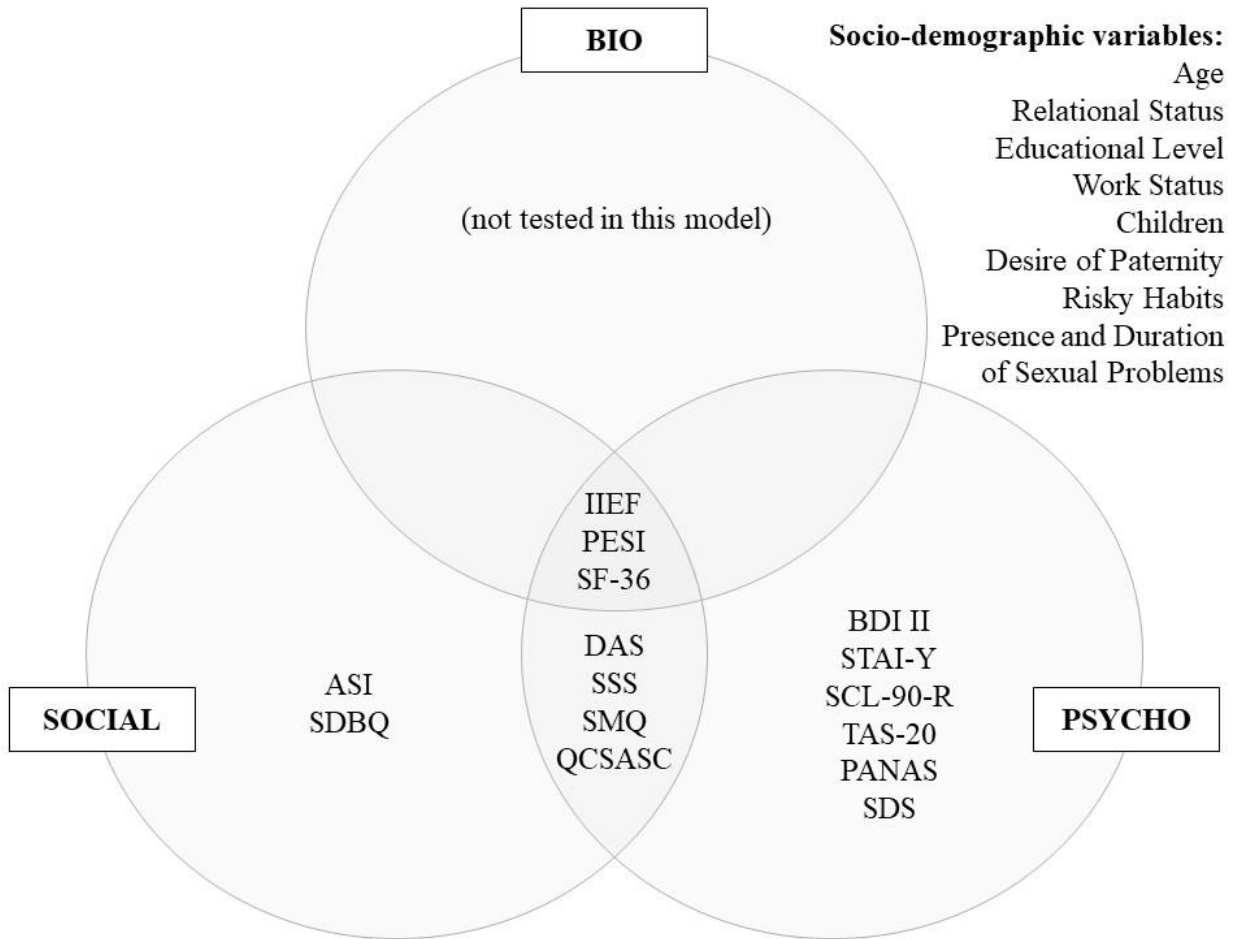 BIO
Socio-demographic variables:
Age
Relational Status
Educational Level
Work Status
Children
Desire of Paternity
Risky Habits
Presence and Duration
of Sexual Problems
(not tested in this model)
IIEF
PESI
SF-36
DAS
SSS
SMQ
QCSASC
SOCIAL
ASI
SDBQ
BDI II
STAI-Y
SCL-90-R
TAS-20
PANAS
SDS
PSYCHO